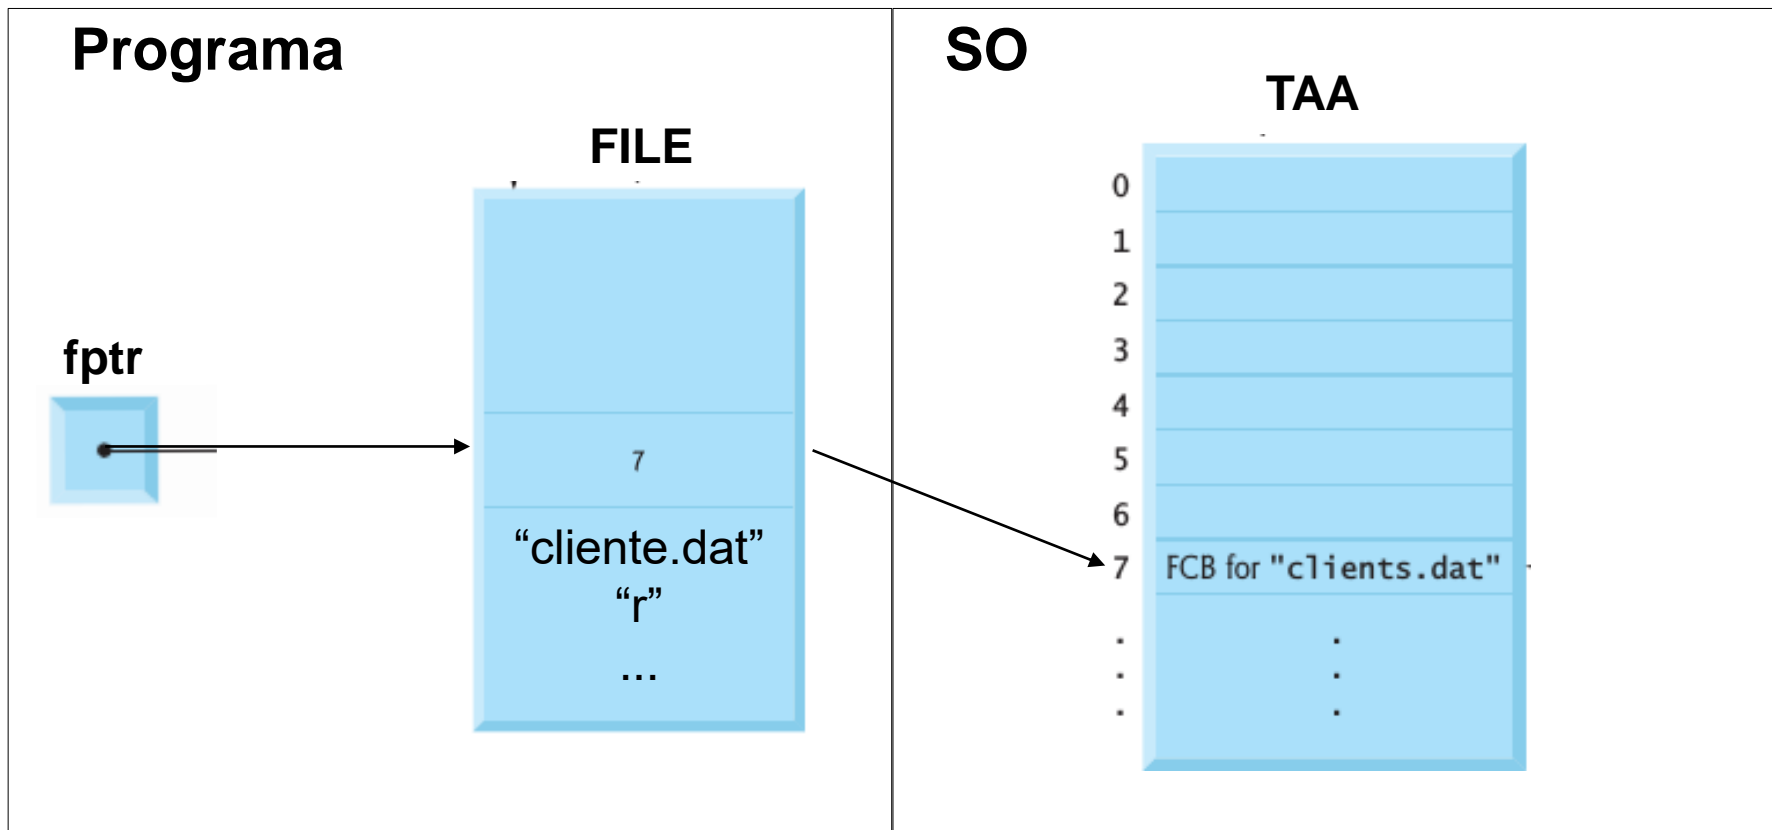 Programa
FILE
fptr
7
“cliente.dat”
“r”
...
SO
TAA
0
1
2
3
4
5
6
7 FCB for "clients.dat"
. .
. .
. .